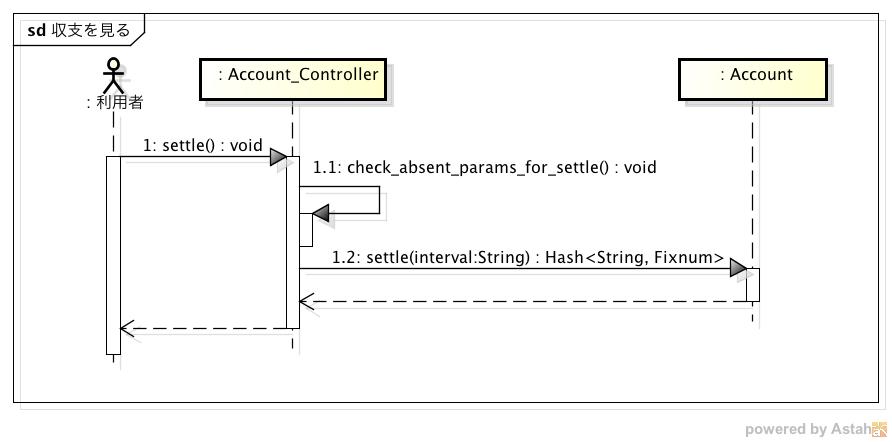 sd 収支を見る
: Account_Controller
: Account
: 利用者
1: settle() : void
1.1: check_absent_params_for_settle() : void
1.2: settle(interval:String) : Hash<String, Fixnum>
powered by Astah